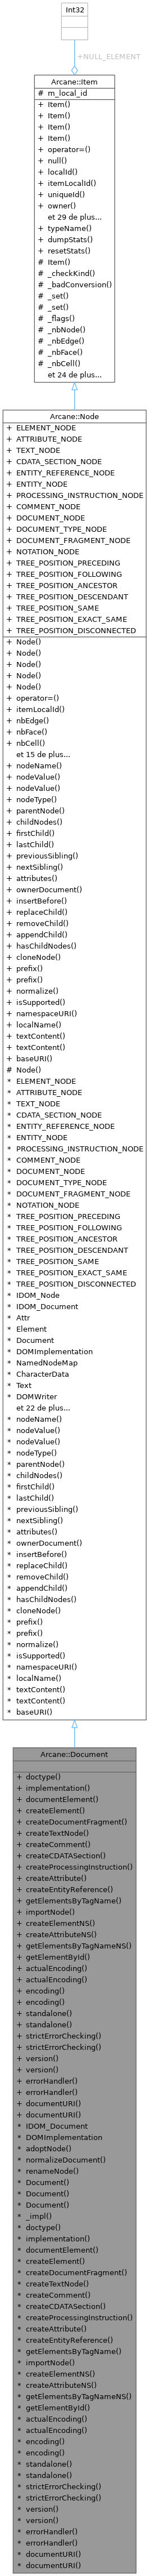 Int32
+NULL_ELEMENT
Arcane::Item
# m_local_id
+ Item()
+ Item()
+ Item()
+ Item()
+ operator=()
+ null()
+ localId()
+ itemLocalId()
+ uniqueId()
+ owner()
et 29 de plus...
+ typeName()
+ dumpStats()
+ resetStats()
# Item()
# _checkKind()
# _badConversion()
# _set()
# _set()
# _flags()
# _nbNode()
# _nbEdge()
# _nbFace()
# _nbCell()
et 24 de plus...
Arcane::Node
+ ELEMENT_NODE
+ ATTRIBUTE_NODE
+ TEXT_NODE
+ CDATA_SECTION_NODE
+ ENTITY_REFERENCE_NODE
+ ENTITY_NODE
+ PROCESSING_INSTRUCTION_NODE
+ COMMENT_NODE
+ DOCUMENT_NODE
+ DOCUMENT_TYPE_NODE
+ DOCUMENT_FRAGMENT_NODE
+ NOTATION_NODE
+ TREE_POSITION_PRECEDING
+ TREE_POSITION_FOLLOWING
+ TREE_POSITION_ANCESTOR
+ TREE_POSITION_DESCENDANT
+ TREE_POSITION_SAME
+ TREE_POSITION_EXACT_SAME
+ TREE_POSITION_DISCONNECTED
+ Node()
+ Node()
+ Node()
+ Node()
+ Node()
+ operator=()
+ itemLocalId()
+ nbEdge()
+ nbFace()
+ nbCell()
et 15 de plus...
+ nodeName()
+ nodeValue()
+ nodeValue()
+ nodeType()
+ parentNode()
+ childNodes()
+ firstChild()
+ lastChild()
+ previousSibling()
+ nextSibling()
+ attributes()
+ ownerDocument()
+ insertBefore()
+ replaceChild()
+ removeChild()
+ appendChild()
+ hasChildNodes()
+ cloneNode()
+ prefix()
+ prefix()
+ normalize()
+ isSupported()
+ namespaceURI()
+ localName()
+ textContent()
+ textContent()
+ baseURI()
# Node()
* ELEMENT_NODE
* ATTRIBUTE_NODE
* TEXT_NODE
* CDATA_SECTION_NODE
* ENTITY_REFERENCE_NODE
* ENTITY_NODE
* PROCESSING_INSTRUCTION_NODE
* COMMENT_NODE
* DOCUMENT_NODE
* DOCUMENT_TYPE_NODE
* DOCUMENT_FRAGMENT_NODE
* NOTATION_NODE
* TREE_POSITION_PRECEDING
* TREE_POSITION_FOLLOWING
* TREE_POSITION_ANCESTOR
* TREE_POSITION_DESCENDANT
* TREE_POSITION_SAME
* TREE_POSITION_EXACT_SAME
* TREE_POSITION_DISCONNECTED
* IDOM_Node
* IDOM_Document
* Attr
* Element
* Document
* DOMImplementation
* NamedNodeMap
* CharacterData
* Text
* DOMWriter
et 22 de plus...
* nodeName()
* nodeValue()
* nodeValue()
* nodeType()
* parentNode()
* childNodes()
* firstChild()
* lastChild()
* previousSibling()
* nextSibling()
* attributes()
* ownerDocument()
* insertBefore()
* replaceChild()
* removeChild()
* appendChild()
* hasChildNodes()
* cloneNode()
* prefix()
* prefix()
* normalize()
* isSupported()
* namespaceURI()
* localName()
* textContent()
* textContent()
* baseURI()
Arcane::Document
+ doctype()
+ implementation()
+ documentElement()
+ createElement()
+ createDocumentFragment()
+ createTextNode()
+ createComment()
+ createCDATASection()
+ createProcessingInstruction()
+ createAttribute()
+ createEntityReference()
+ getElementsByTagName()
+ importNode()
+ createElementNS()
+ createAttributeNS()
+ getElementsByTagNameNS()
+ getElementById()
+ actualEncoding()
+ actualEncoding()
+ encoding()
+ encoding()
+ standalone()
+ standalone()
+ strictErrorChecking()
+ strictErrorChecking()
+ version()
+ version()
+ errorHandler()
+ errorHandler()
+ documentURI()
+ documentURI()
* IDOM_Document
* DOMImplementation
* adoptNode()
* normalizeDocument()
* renameNode()
* Document()
* Document()
* Document()
* _impl()
* doctype()
* implementation()
* documentElement()
* createElement()
* createDocumentFragment()
* createTextNode()
* createComment()
* createCDATASection()
* createProcessingInstruction()
* createAttribute()
* createEntityReference()
* getElementsByTagName()
* importNode()
* createElementNS()
* createAttributeNS()
* getElementsByTagNameNS()
* getElementById()
* actualEncoding()
* actualEncoding()
* encoding()
* encoding()
* standalone()
* standalone()
* strictErrorChecking()
* strictErrorChecking()
* version()
* version()
* errorHandler()
* errorHandler()
* documentURI()
* documentURI()